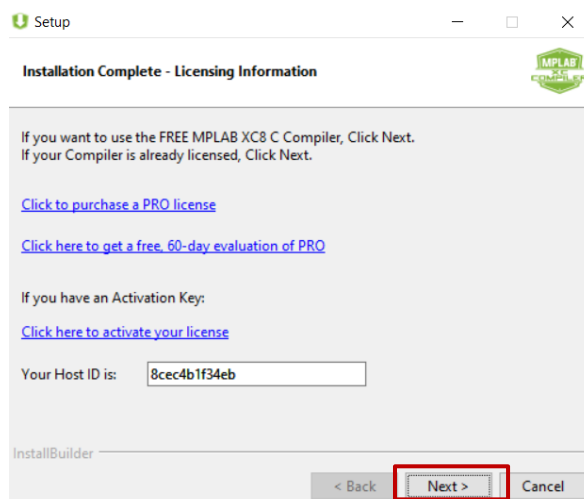 Setup
Installation Complete - Licensing Information
MPLAB
XC
COMPILER
If you want to use the FREE MPLAB XC8 C Compiler, Click Next.
If your Compiler is already licensed, Click Next.
Click to purchase a PRO license
Click here to get a free, 60-day evaluation of PRO
If you have an Activation Key:
Click here to activate your license
Your Host ID is: 8cec4b1f34eb
InstallBuilder
< Back Next > Cancel